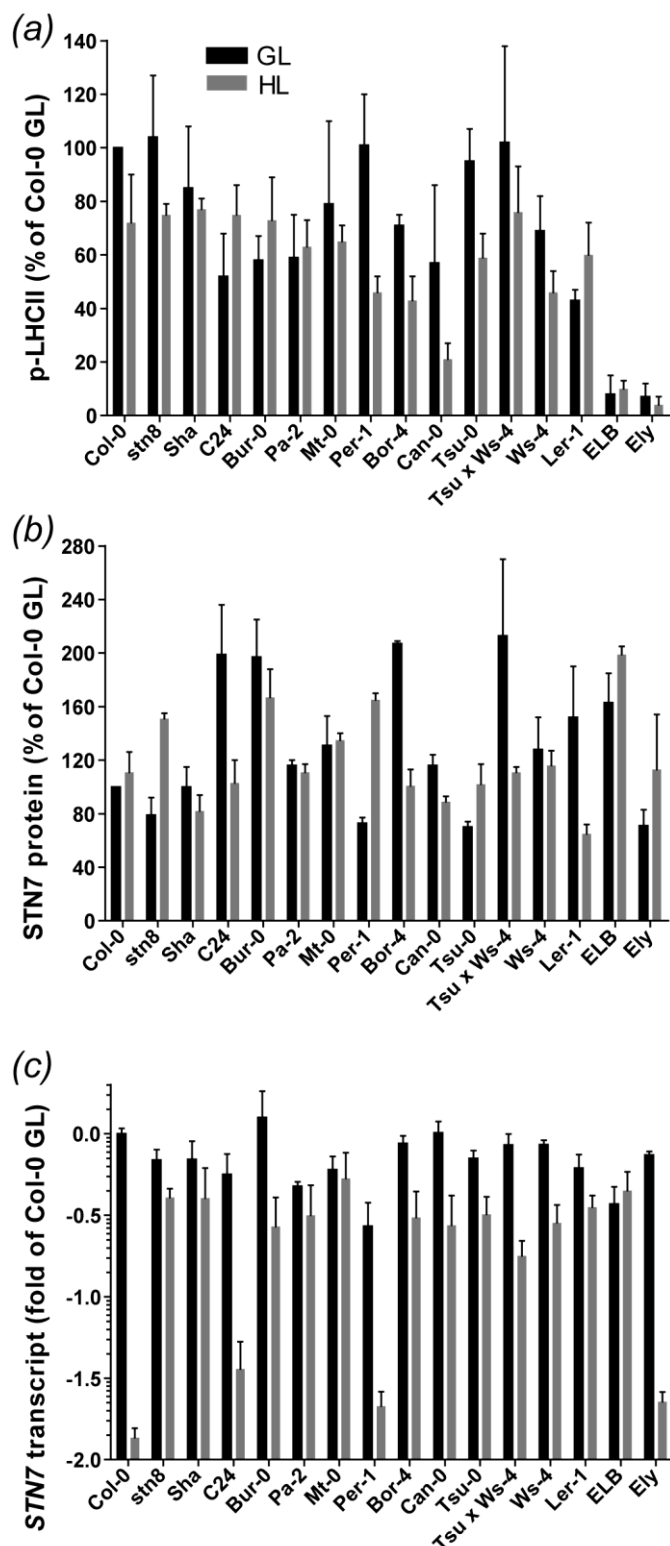 (a)
GL
HL
p-LHCII (% of Col-0 GL)
140
120
100
80
60
40
20
0
Col-0 stn8 Sha C24 Bur-0 Pa-2 Mt-0 Per-1 Bor-4 Can-0 Tsu-0 Tsu x Ws-4 Ws-4 Ler-1 ELB Ely
(b)
STN7 protein (% of Col-0 GL)
280
240
200
160
120
80
40
0
Col-0 stn8 Sha C24 Bur-0 Pa-2 Mt-0 Per-1 Bor-4 Can-0 Tsu-0 Tsu x Ws-4 Ws-4 Ler-1 ELB Ely
(c)
STN7 transcript (fold of Col-0 GL)
0.0
-0.5
-1.0
-1.5
-2.0
Col-0 stn8 Sha C24 Bur-0 Pa-2 Mt-0 Per-1 Bor-4 Can-0 Tsu-0 Tsu x Ws-4 Ws-4 Ler-1 ELB Ely